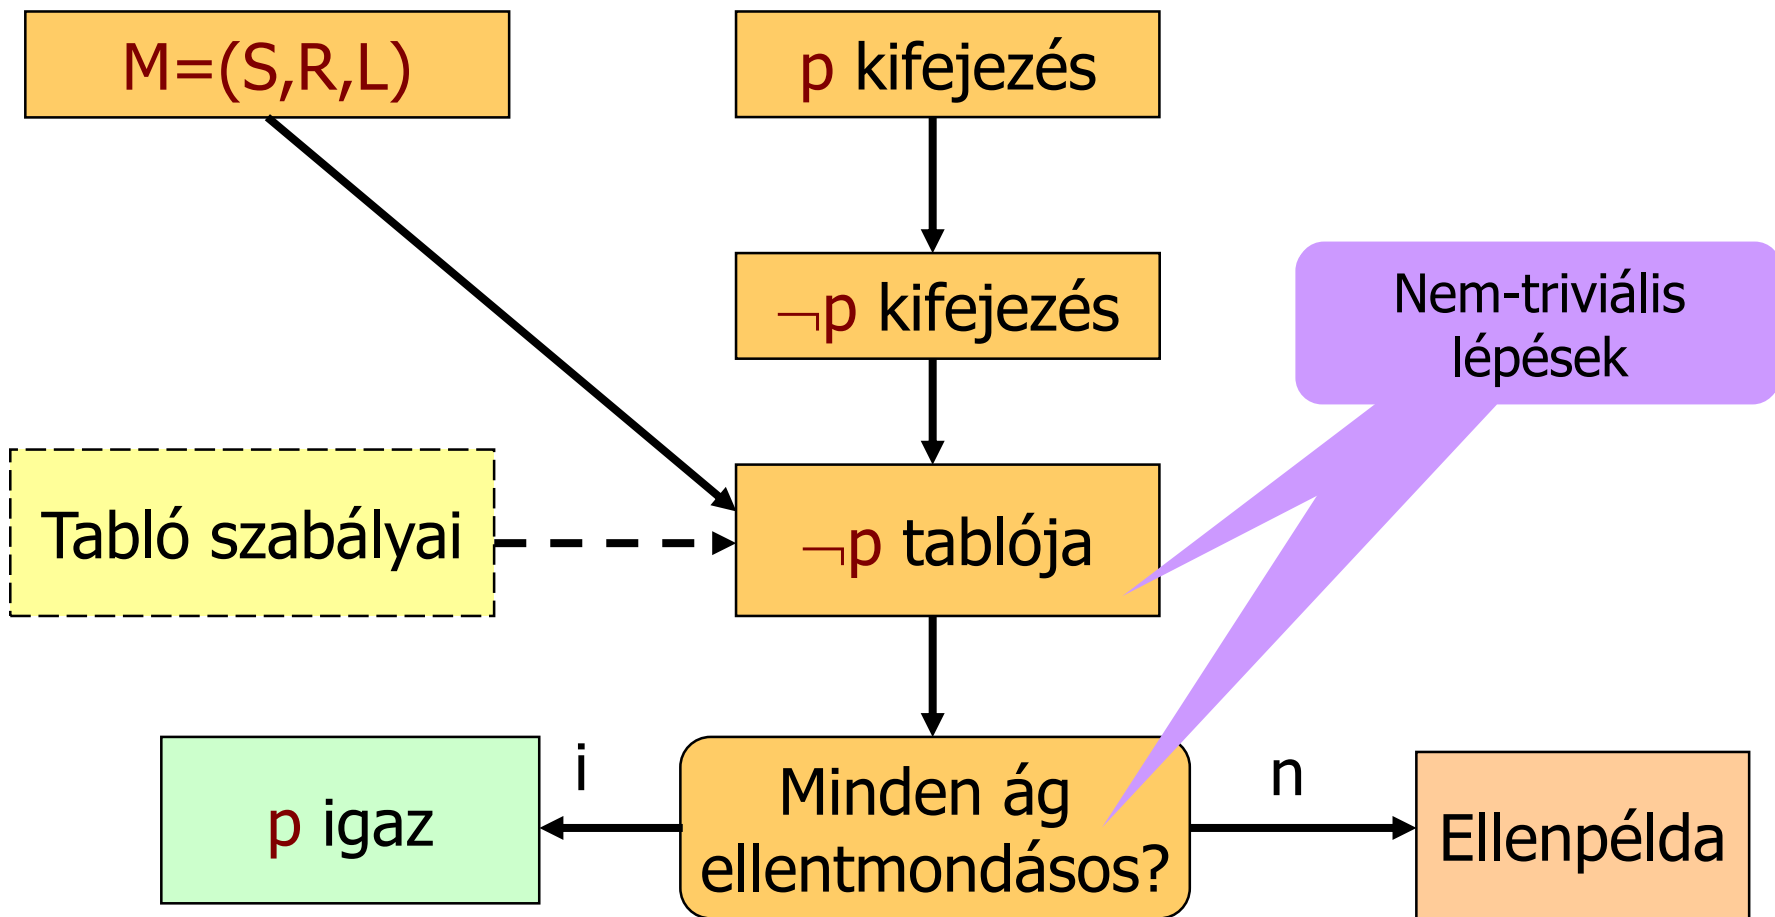 M=(S,R,L)
p kifejezés
¬p kifejezés
Nem-triviális
lépések
Tabló szabályai
¬p tablója
i
n
p igaz
Minden ág
ellentmondásos?
Ellenpélda